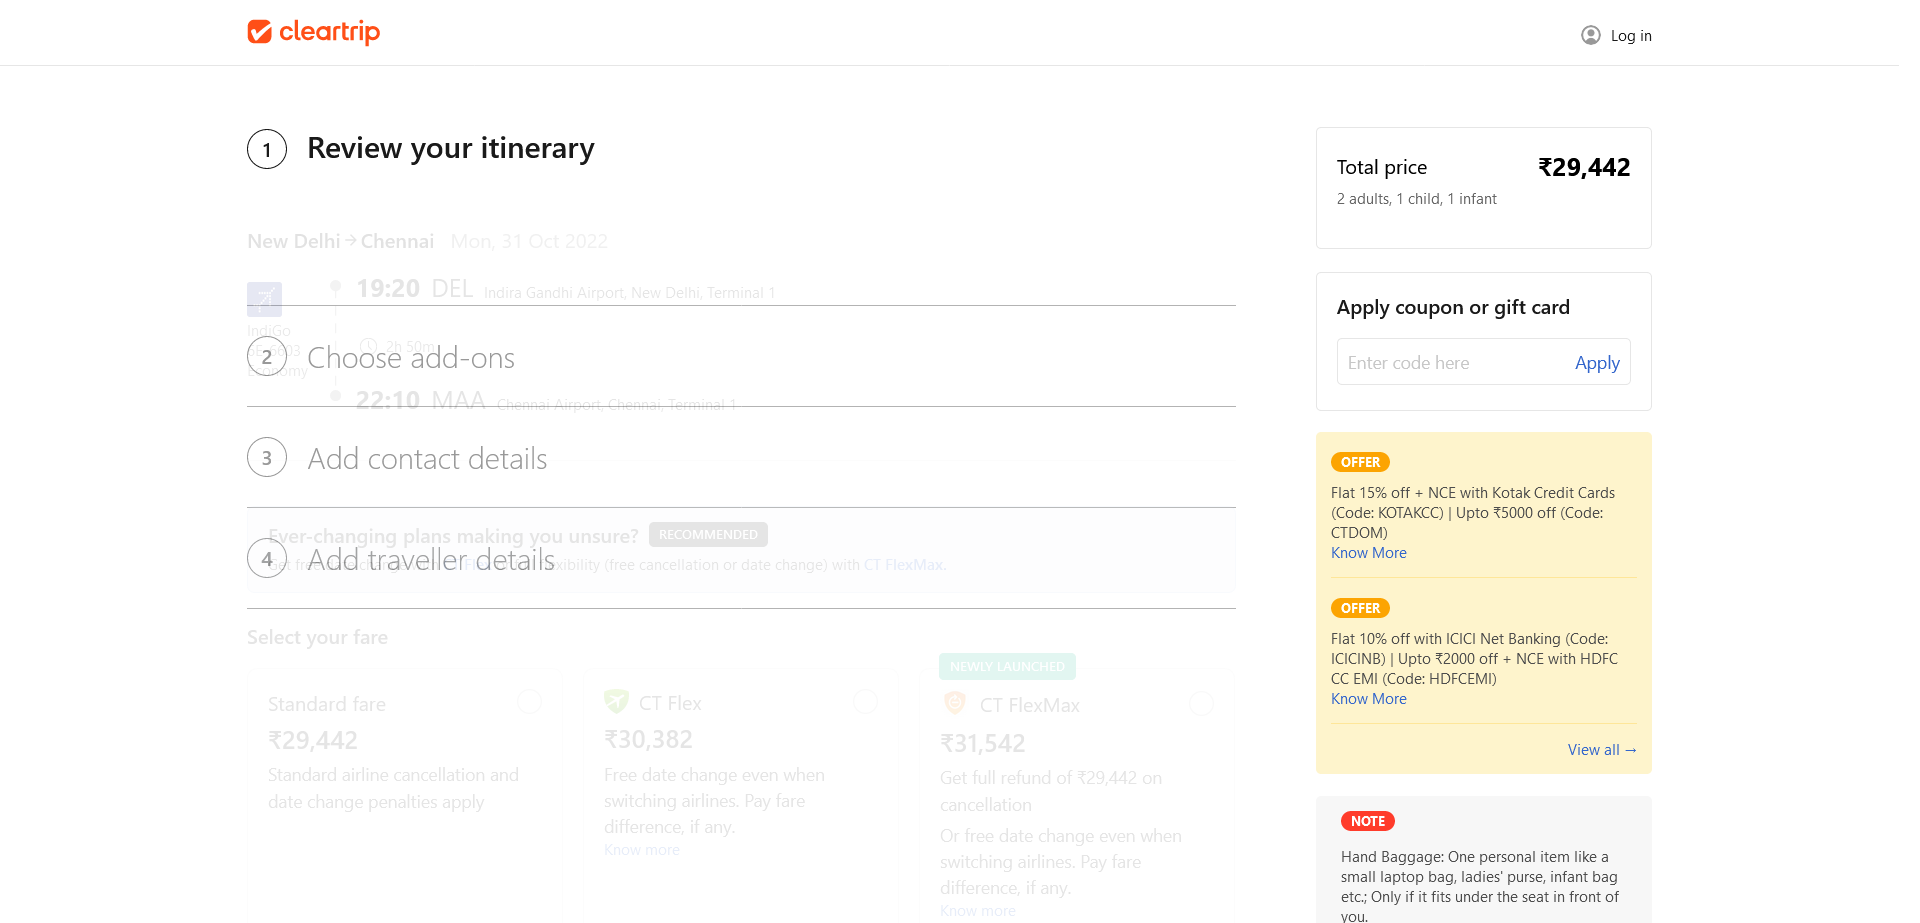 cleartrip
Log in
1 Review your itinerary
New Delhi → Chennai Mon, 31 Oct 2022
19:20 DEL Indira Gandhi Airport, New Delhi, Terminal 1
IndiGo
2h 50m
Economy
22:10 MAA Chennai Airport, Chennai, Terminal 1
2 Choose add-ons
3 Add contact details
Ever-changing plans making you unsure? RECOMMENDED
Get free date change with CT Flex or full flexibility (free cancellation or date change) with CT FlexMax.
4 Add traveller details
Select your fare
Standard fare
₹29,442
Standard airline cancellation and
date change penalties apply
CT Flex
₹30,382
Free date change even when
switching airlines. Pay fare
difference, if any.
Know more
NEWLY LAUNCHED
CT FlexMax
₹31,542
Get full refund of ₹29,442 on
cancellation
Or free date change even when
switching airlines. Pay fare
difference, if any.
Know more
Total price ₹29,442
2 adults, 1 child, 1 infant
Apply coupon or gift card
Enter code here Apply
OFFER
Flat 15% off + NCE with Kotak Credit Cards
(Code: KOTAKCC) | Upto ₹5000 off (Code:
CTDOM)
Know More
OFFER
Flat 10% off with ICICI Net Banking (Code:
ICICINB) | Upto ₹2000 off + NCE with HDFC
CC EMI (Code: HDFCEMI)
Know More
View all →
NOTE
Hand Baggage: One personal item like a
small laptop bag, ladies' purse, infant bag
etc.; Only if it fits under the seat in front of
you.